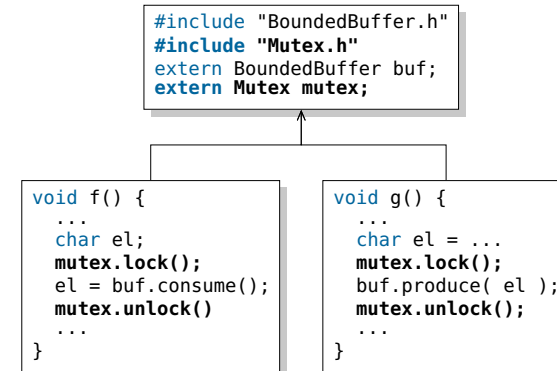 #include "BoundedBuffer.h"
#include "Mutex.h"
extern BoundedBuffer buf;
extern Mutex mutex;
void f() {
...
char el;
mutex.lock();
el = buf.consume();
mutex.unlock()
...
}
void g() {
...
char el = ...
mutex.lock();
buf.produce( el );
mutex.unlock();
...
}